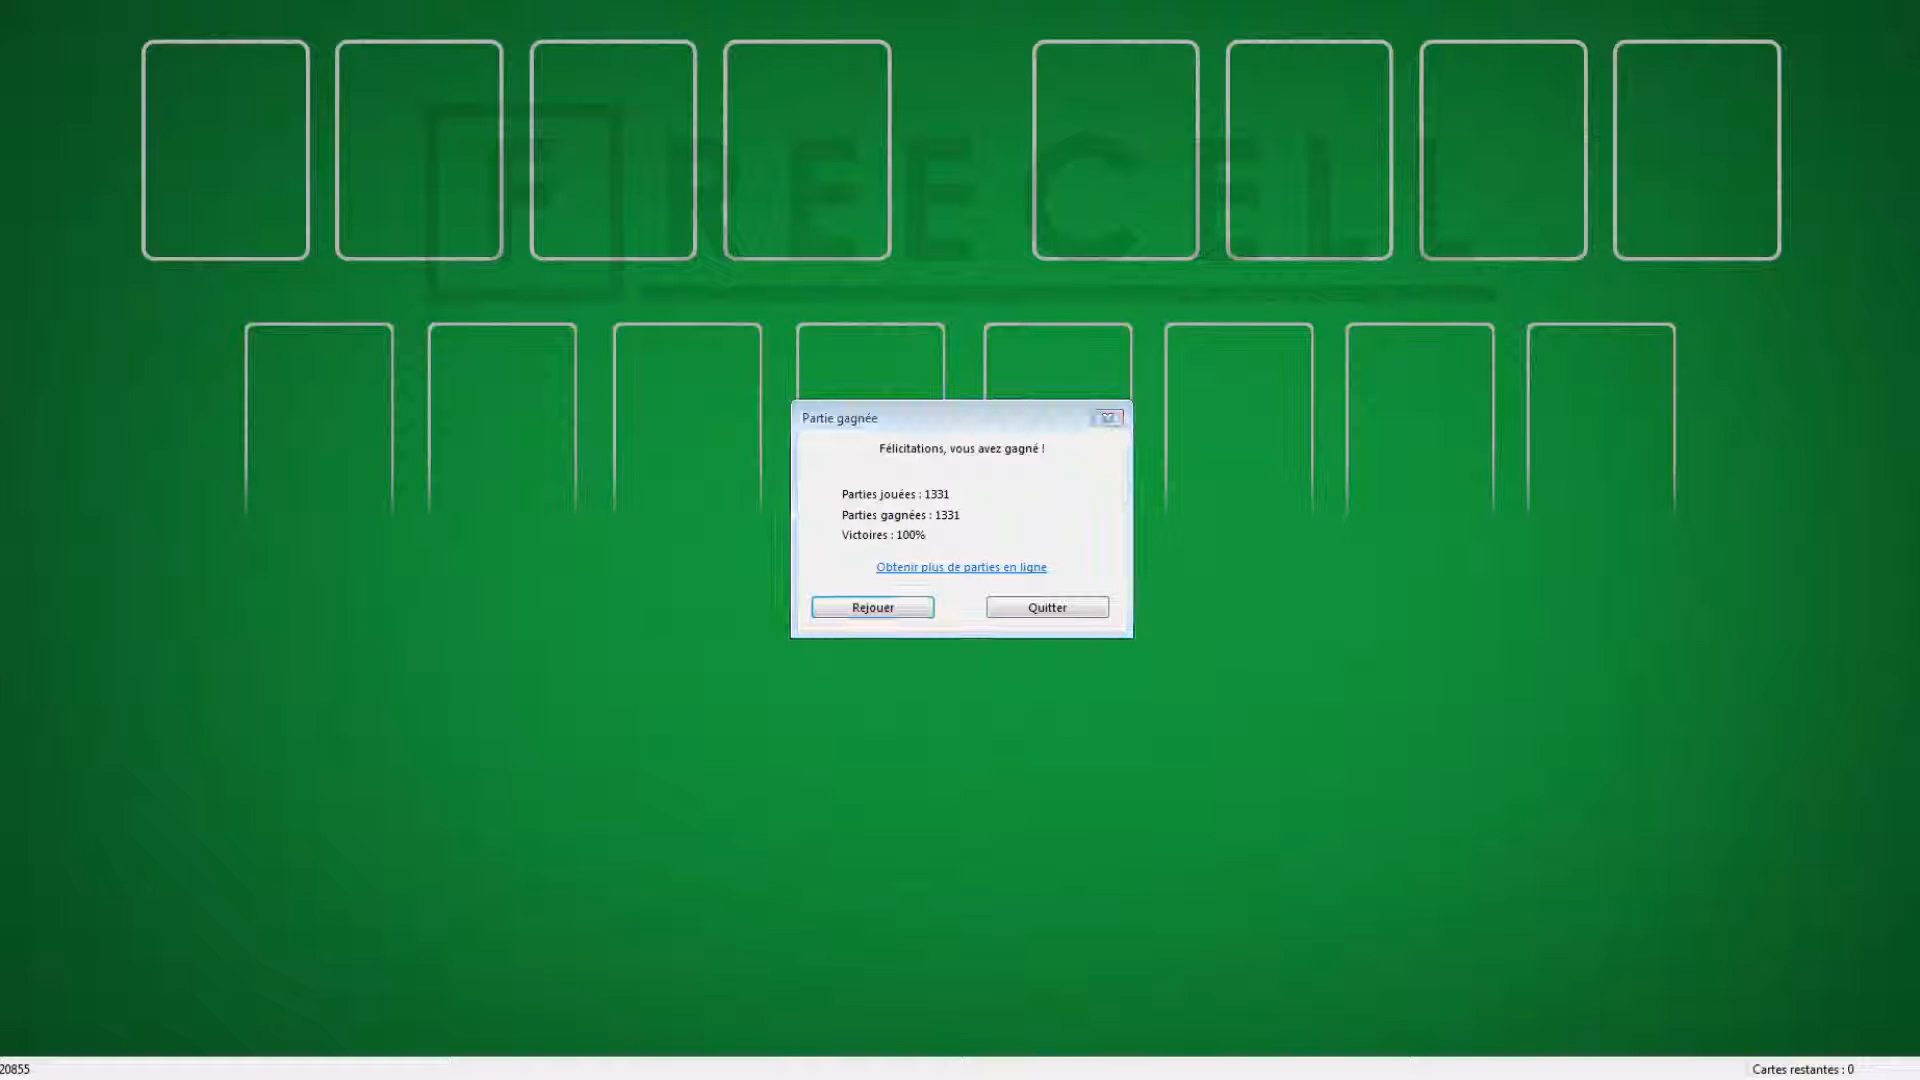 FREECELL
Partie gagnée
Félicitations, vous avez gagné !
Parties jouées : 1331
Parties gagnées : 1331
Victoires : 100%
Obtenir plus de parties en ligne
Rejouer
Quitter
20855
Cartes restantes : 0